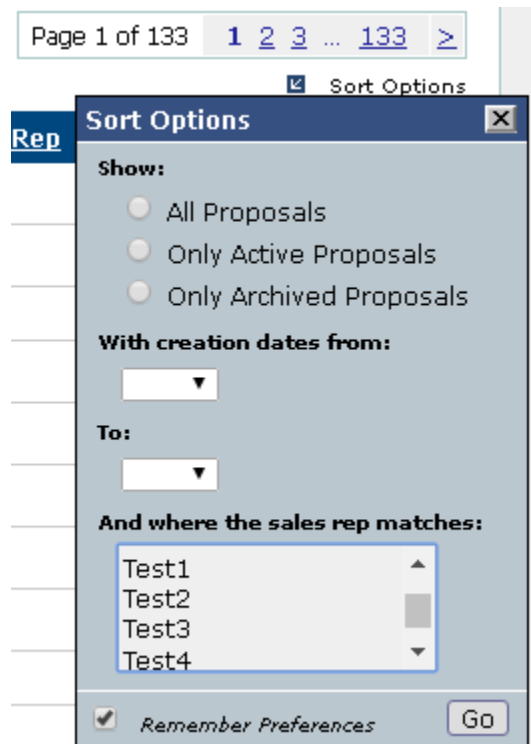 Page 1 of 133 1 2 3 ... 133 >
Sort Options
Rep
Sort Options
Show:
All Proposals
Only Active Proposals
Only Archived Proposals
With creation dates from:
To:
And where the sales rep matches:
Test1
Test2
Test3
Test4
Remember Preferences Go